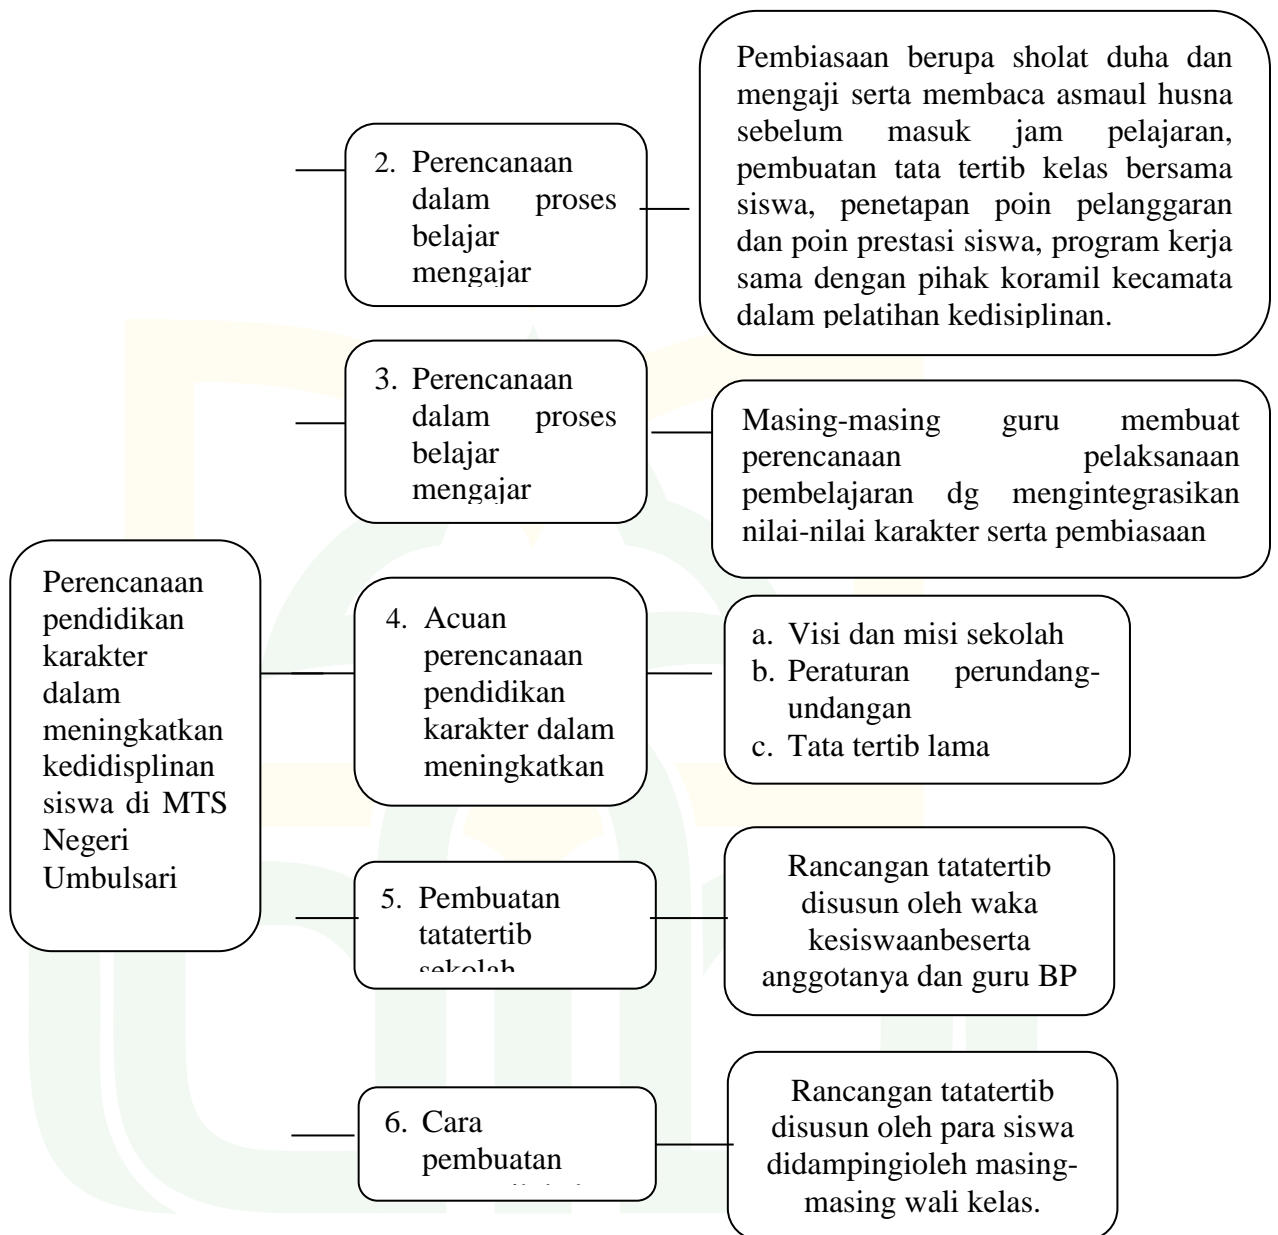 Perencanaan
pendidikan
karakter
dalam
meningkatkan
kedidisplinan
siswa di MTS
Negeri
Umbulsari
2. Perencanaan
dalam proses
belajar
mengajar
Pembiasaan berupa sholat duha dan
mengaji serta membaca asmaul husna
sebelum masuk jam pelajaran,
pembuatan tata tertib kelas bersama
siswa, penetapan poin pelanggaran
dan poin prestasi siswa, program kerja
sama dengan pihak koramil kecamata
dalam pelatihan kedisiplinan.
3. Perencanaan
dalam proses
belajar
mengajar
Masing-masing guru membuat
perencanaan pelaksanaan
pembelajaran dg mengintegrasikan
nilai-nilai karakter serta pembiasaan
4. Acuan
perencanaan
pendidikan
karakter dalam
meningkatkan
a. Visi dan misi sekolah
b. Peraturan perundang-
undangan
c. Tata tertib lama
5. Pembuatan
tatatertib
sekolah
Rancangan tatatertib
disusun oleh waka
kesiswaanbeserta
anggotanya dan guru BP
6. Cara
pembuatan
Rancangan tatatertib
disusun oleh para siswa
didampingioleh masing-
masing wali kelas.